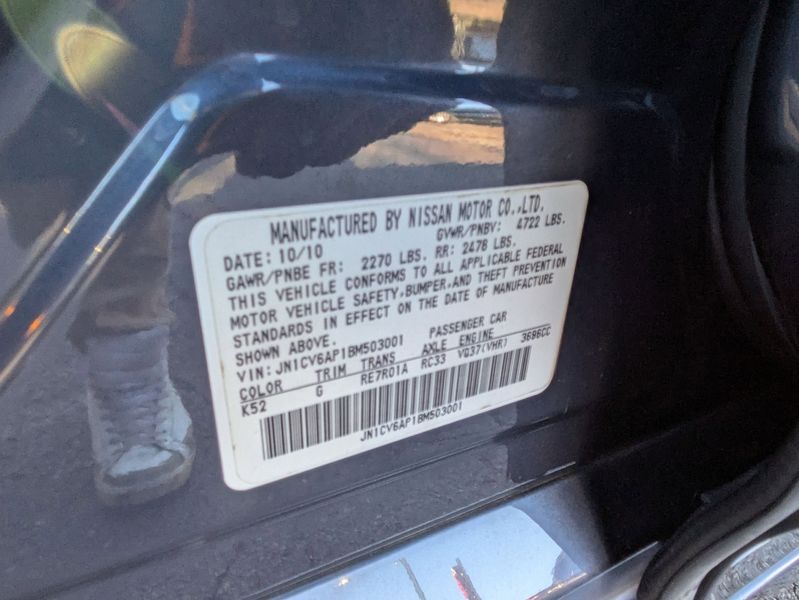 MANUFACTURED BY NISSAN MOTOR CO.,LTD.
DATE: 10/10 GVWR/PNBV: 4722 LBS.
GAWR/PNBE FR: 2270 LBS. RR: 2476 LBS.
THIS VEHICLE CONFORMS TO ALL APPLICABLE FEDERAL
MOTOR VEHICLE SAFETY,BUMPER,AND THEFT PREVENTION
STANDARDS IN EFFECT ON THE DATE OF MANUFACTURE
SHOWN ABOVE. PASSENGER CAR
VIN: JN1CV6AP1BM503001
COLOR TRIM TRANS AXLE ENGINE 3696CC
K52 G RE7R01A RC33 VQ37(VHR)
JN1CV6AP1BM503001